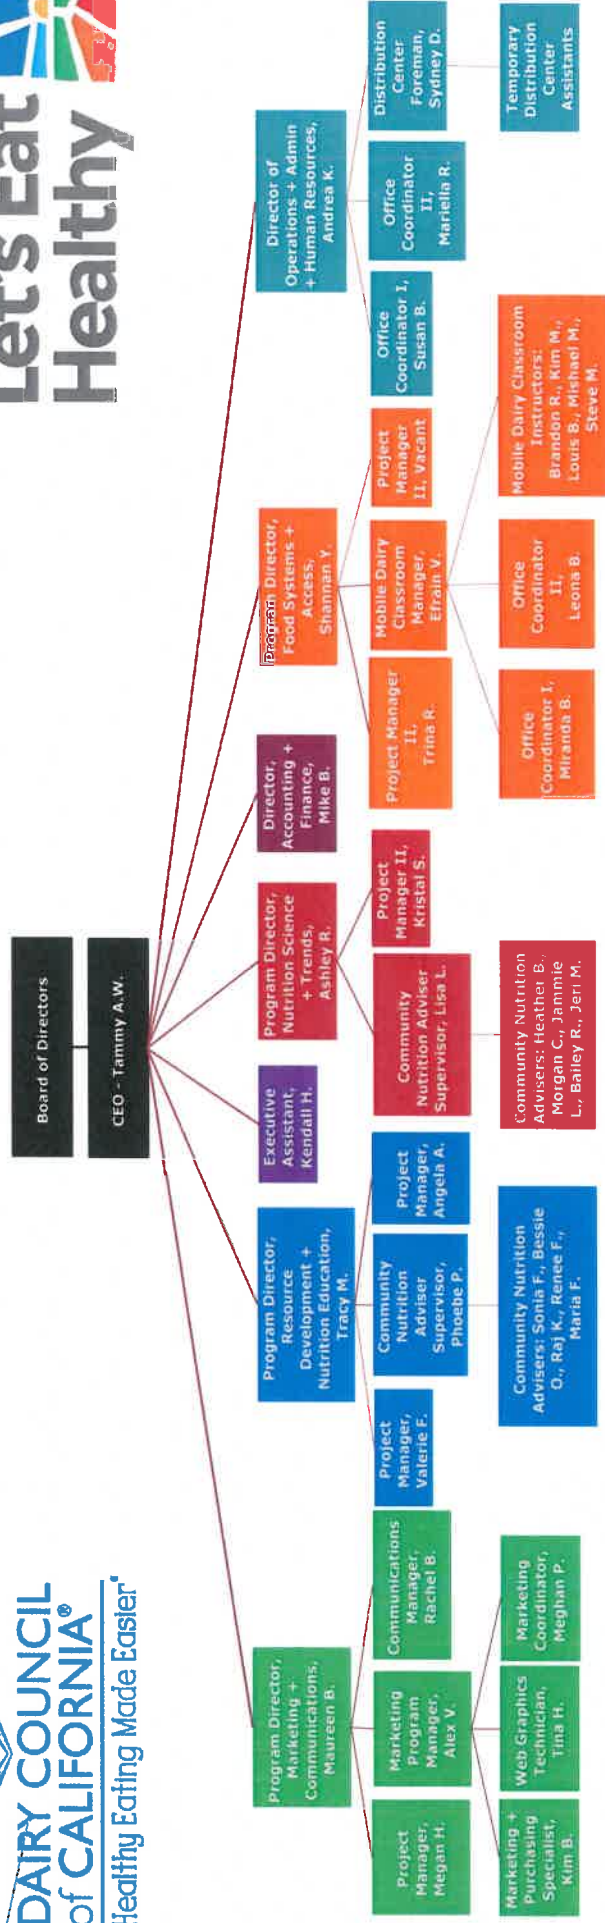 DAIRY COUNCIL
of CALIFORNIA®
Healthy Eating Made Easier®
Let's Eat
Healthy
Board of Directors
CEO - Tammy A.W.
Program Director,
Marketing +
Communications,
Maureen B.
Program Director,
Resource
Development +
Nutrition Education,
Tracy M.
Executive
Assistant,
Kendall H.
Program Director,
Nutrition Science
+ Trends,
Ashley R.
Director,
Accounting +
Finance,
Mike B.
Program Director,
Food Systems +
Access,
Shannan Y.
Director of
Operations + Admin
+ Human Resources,
Andrea K.
Project
Manager,
Megan H.
Marketing
Program
Manager,
Alex V.
Communications
Manager,
Rachel B.
Project
Manager,
Valerie F.
Community
Nutrition
Adviser
Supervisor,
Phoebe P.
Project
Manager,
Angela A.
Community
Nutrition Adviser
Supervisor, Lisa L.
Project
Manager II,
Kristal S.
Project Manager
II,
Trina R.
Mobile Dairy
Classroom
Manager,
Efrain V.
Project
Manager
II, Vacant
Office
Coordinator I,
Susan B.
Office
Coordinator
II,
Mariella R.
Distribution
Center
Foreman,
Sydney D.
Marketing +
Purchasing
Specialist,
Kim B.
Web Graphics
Technician,
Tina H.
Marketing
Coordinator,
Meghan P.
Community Nutrition
Advisers: Sonia F., Bessie
O., Raj K., Renee F.,
Maria F.
Community Nutrition
Advisers: Heather B.,
Morgan C., Jammie
L., Bailey R., Jeri M.
Office
Coordinator I,
Miranda B.
Office
Coordinator
II,
Leona B.
Mobile Dairy Classroom
Instructors:
Brandon R., Kim M.,
Louis B., Mishael M.,
Steve M.
Temporary
Distribution
Center
Assistants